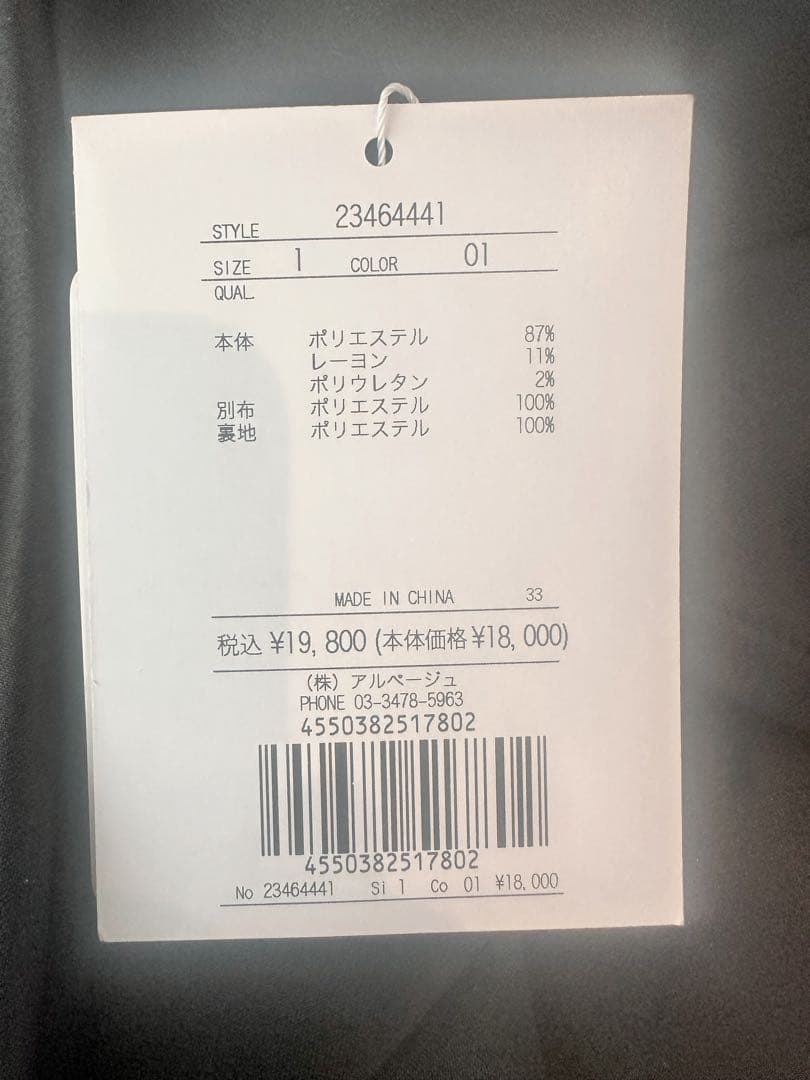 STYLE 23464441
SIZE 1 COLOR 01
QUAL
本体 ポリエステル 87%
レーヨン 11%
ポリウレタン 2%
別布 ポリエステル 100%
裏地 ポリエステル 100%
MADE IN CHINA 33
税込 ¥19,800 (本体価格 ¥18,000)
(株) アルページュ
PHONE 03-3478-5963
4550382517802
4550382517802
No 23464441 Si 1 Co 01 ¥18,000